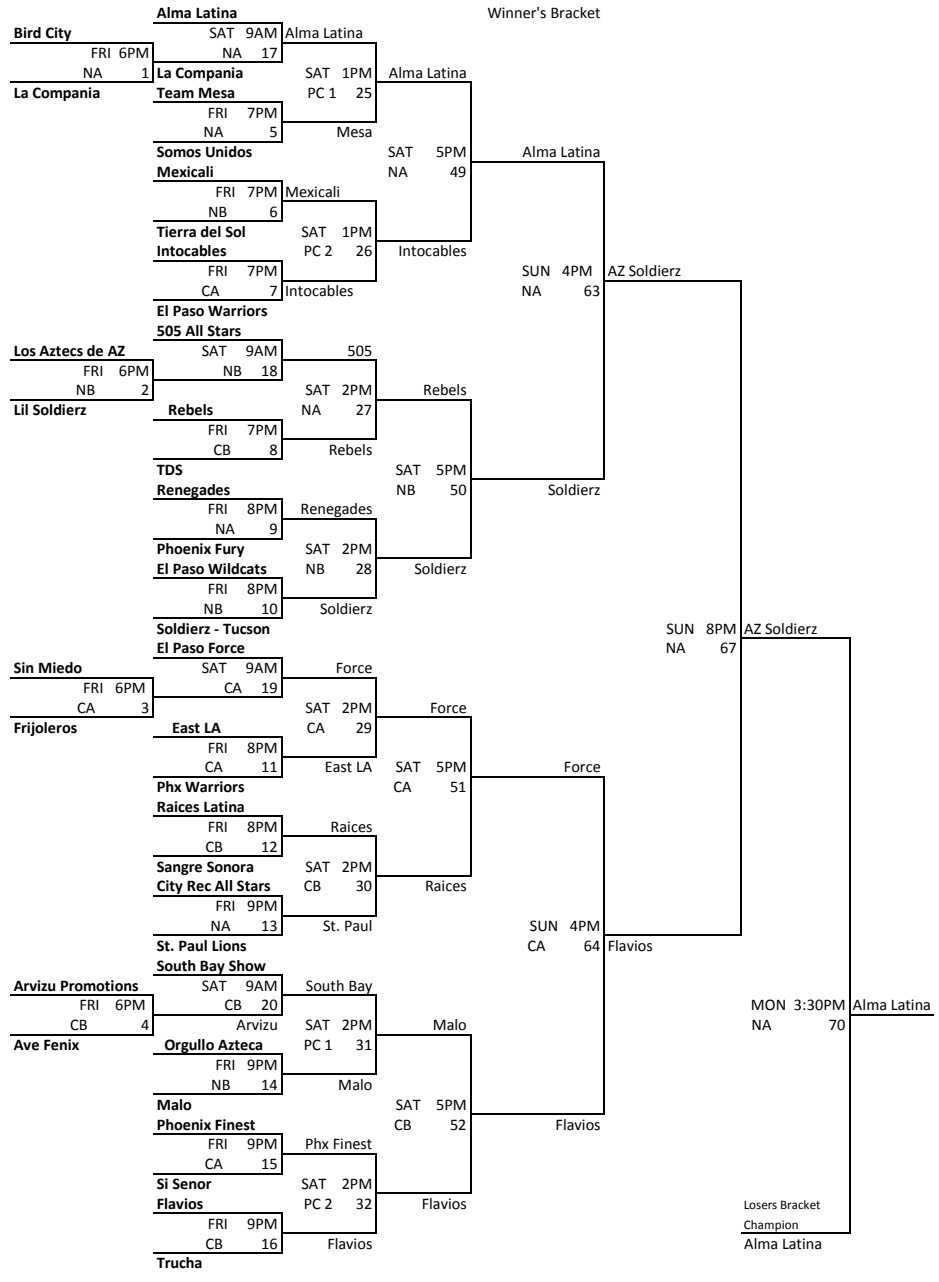 Alma Latina Winner's Bracket
Bird City SAT 9AM Alma Latina
FRI 6PM NA 17
NA 1 La Compania SAT 1PM Alma Latina
La Compania Team Mesa PC 1 25
FRI 7PM
NA 5 Mesa
Somos Unidos SAT 5PM Alma Latina
Mexicali NA 49
FRI 7PM Mexicali
NB 6
Tierra del Sol SAT 1PM
Intocables PC 2 26 Intocables
FRI 7PM SUN 4PM AZ Soldierz
CA 7 Intocables NA 63
El Paso Warriors
505 All Stars
Los Aztecs de AZ SAT 9AM 505
FRI 6PM NB 18
NB 2 SAT 2PM Rebels
Lil Soldierz Rebels NA 27
FRI 7PM
CB 8 Rebels
TDS SAT 5PM
Renegades NB 50 Soldierz
FRI 8PM Renegades
NA 9
Phoenix Fury SAT 2PM
El Paso Wildcats NB 28 Soldierz
FRI 8PM
NB 10 Soldierz
Soldierz - Tucson SUN 8PM AZ Soldierz
El Paso Force NA 67
Sin Miedo SAT 9AM Force
FRI 6PM CA 19
CA 3 SAT 2PM Force
Frijoleros East LA CA 29
FRI 8PM
CA 11 East LA SAT 5PM Force
Phx Warriors CA 51
Raices Latina
FRI 8PM Raices
CB 12
Sangre Sonora SAT 2PM
City Rec All Stars CB 30 Raices
FRI 9PM
NA 13 St. Paul SUN 4PM
St. Paul Lions CA 64 Flavios
South Bay Show
Arvizu Promotions SAT 9AM South Bay
FRI 6PM CB 20 MON 3:30PM Alma Latina
CB 4 Arvizu SAT 2PM Malo NA 70
Ave Fenix Orgullo Azteca PC 1 31
FRI 9PM
NB 14 Malo
Malo SAT 5PM
Phoenix Finest CB 52 Flavios
FRI 9PM Phx Finest
CA 15
Si Senor SAT 2PM
Flavios PC 2 32 Flavios Losers Bracket
FRI 9PM Champion
CB 16 Flavios Alma Latina
Trucha